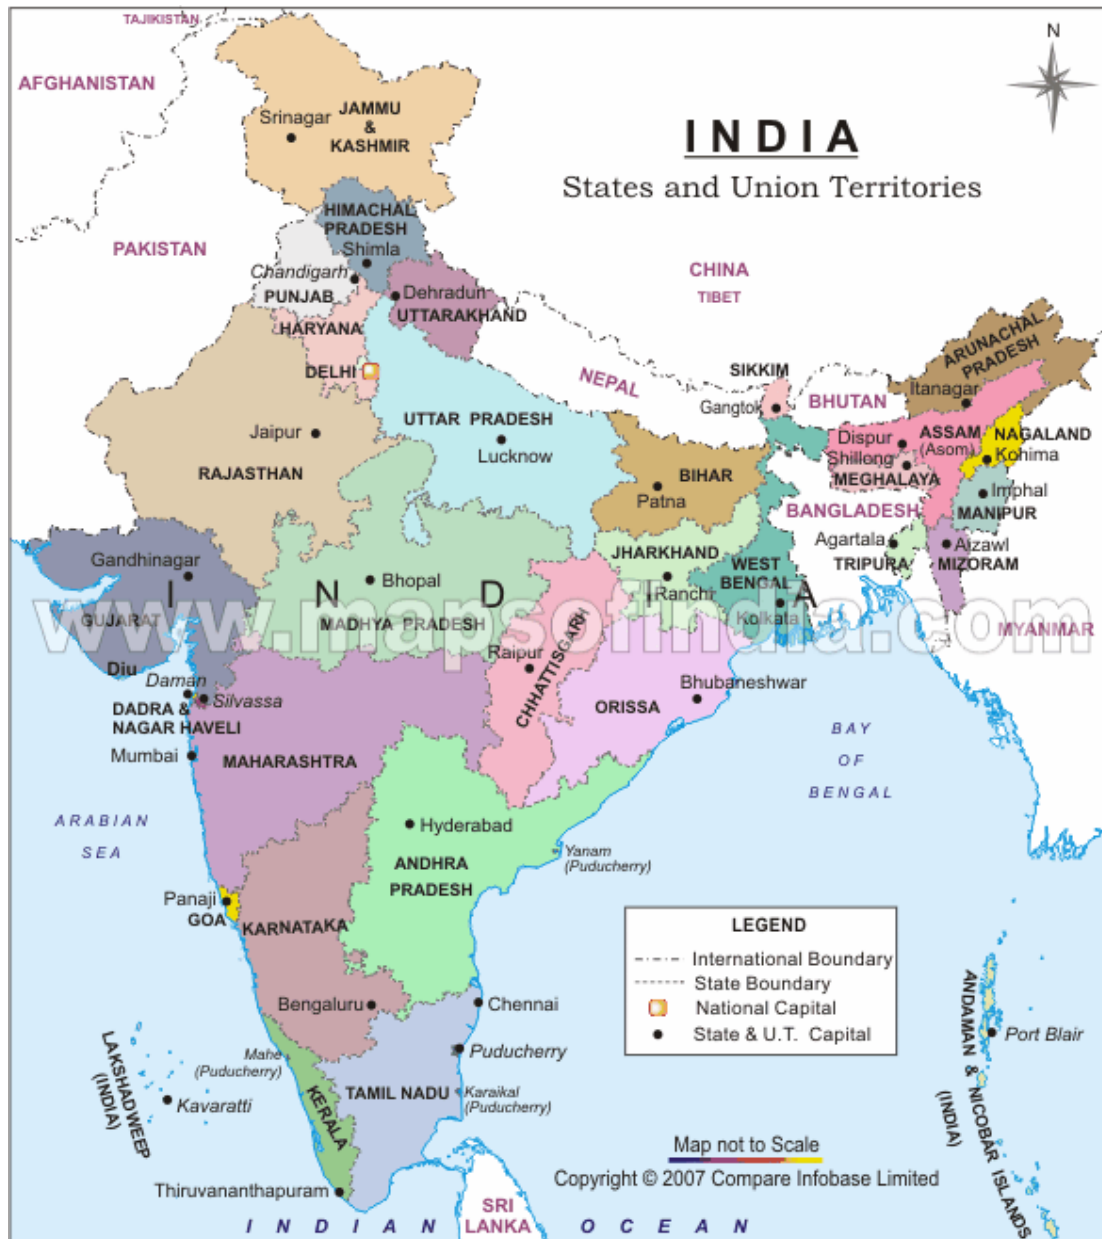 TAJIKISTAN
AFGHANISTAN
N
Srinagar
JAMMU
&
KASHMIR
INDIA
States and Union Territories
HIMACHAL
PRADESH
Shimla
PAKISTAN
Chandigarh
PUNJAB
CHINA
TIBET
Dehradun
UTTARAKHAND
HARYANA
DELHI
ARUNACHAL
PRADESH
Itanagar
SIKKIM
Gangtok
NEPAL
BHUTAN
UTTAR PRADESH
Lucknow
Jaipur
RAJASTHAN
Dispur
Shillong
MEGHALAYA
ASSAM
(Asom)
NAGALAND
Kohima
BIHAR
Patna
Imphal
MANIPUR
BANGLADESH
Agartala
TRIPURA
Aizawl
MIZORAM
JHARKHAND
Ranchi
WEST
BENGAL
Kolkata
Gandhinagar
GUJARAT
Bhopal
MADHYA PRADESH
I N D I A
www.mapsofindia.com
MYANMAR
Diu
Daman
Silvassa
DADRA &
NAGAR HAVELI
Mumbai
Raipur
CHHATTISGARH
ORISSA
Bhubaneshwar
MAHARASHTRA
BAY
OF
BENGAL
ARABIAN
SEA
Hyderabad
ANDHRA
PRADESH
Yanam
(Puducherry)
Panaji
GOA
KARNATAKA
Bengaluru
Chennai
LEGEND
International Boundary
State Boundary
National Capital
State & U.T. Capital
Mahe
(Puducherry)
Puducherry
KERALA
TAMIL NADU
Karaikal
(Puducherry)
LAKSHADWEEP
(INDIA)
Kavaratti
ANDAMAN & NICOBAR ISLANDS
(INDIA)
Port Blair
Thiruvananthapuram
Map not to Scale
Copyright © 2007 Compare Infobase Limited
SRI
LANKA
INDIAN OCEAN